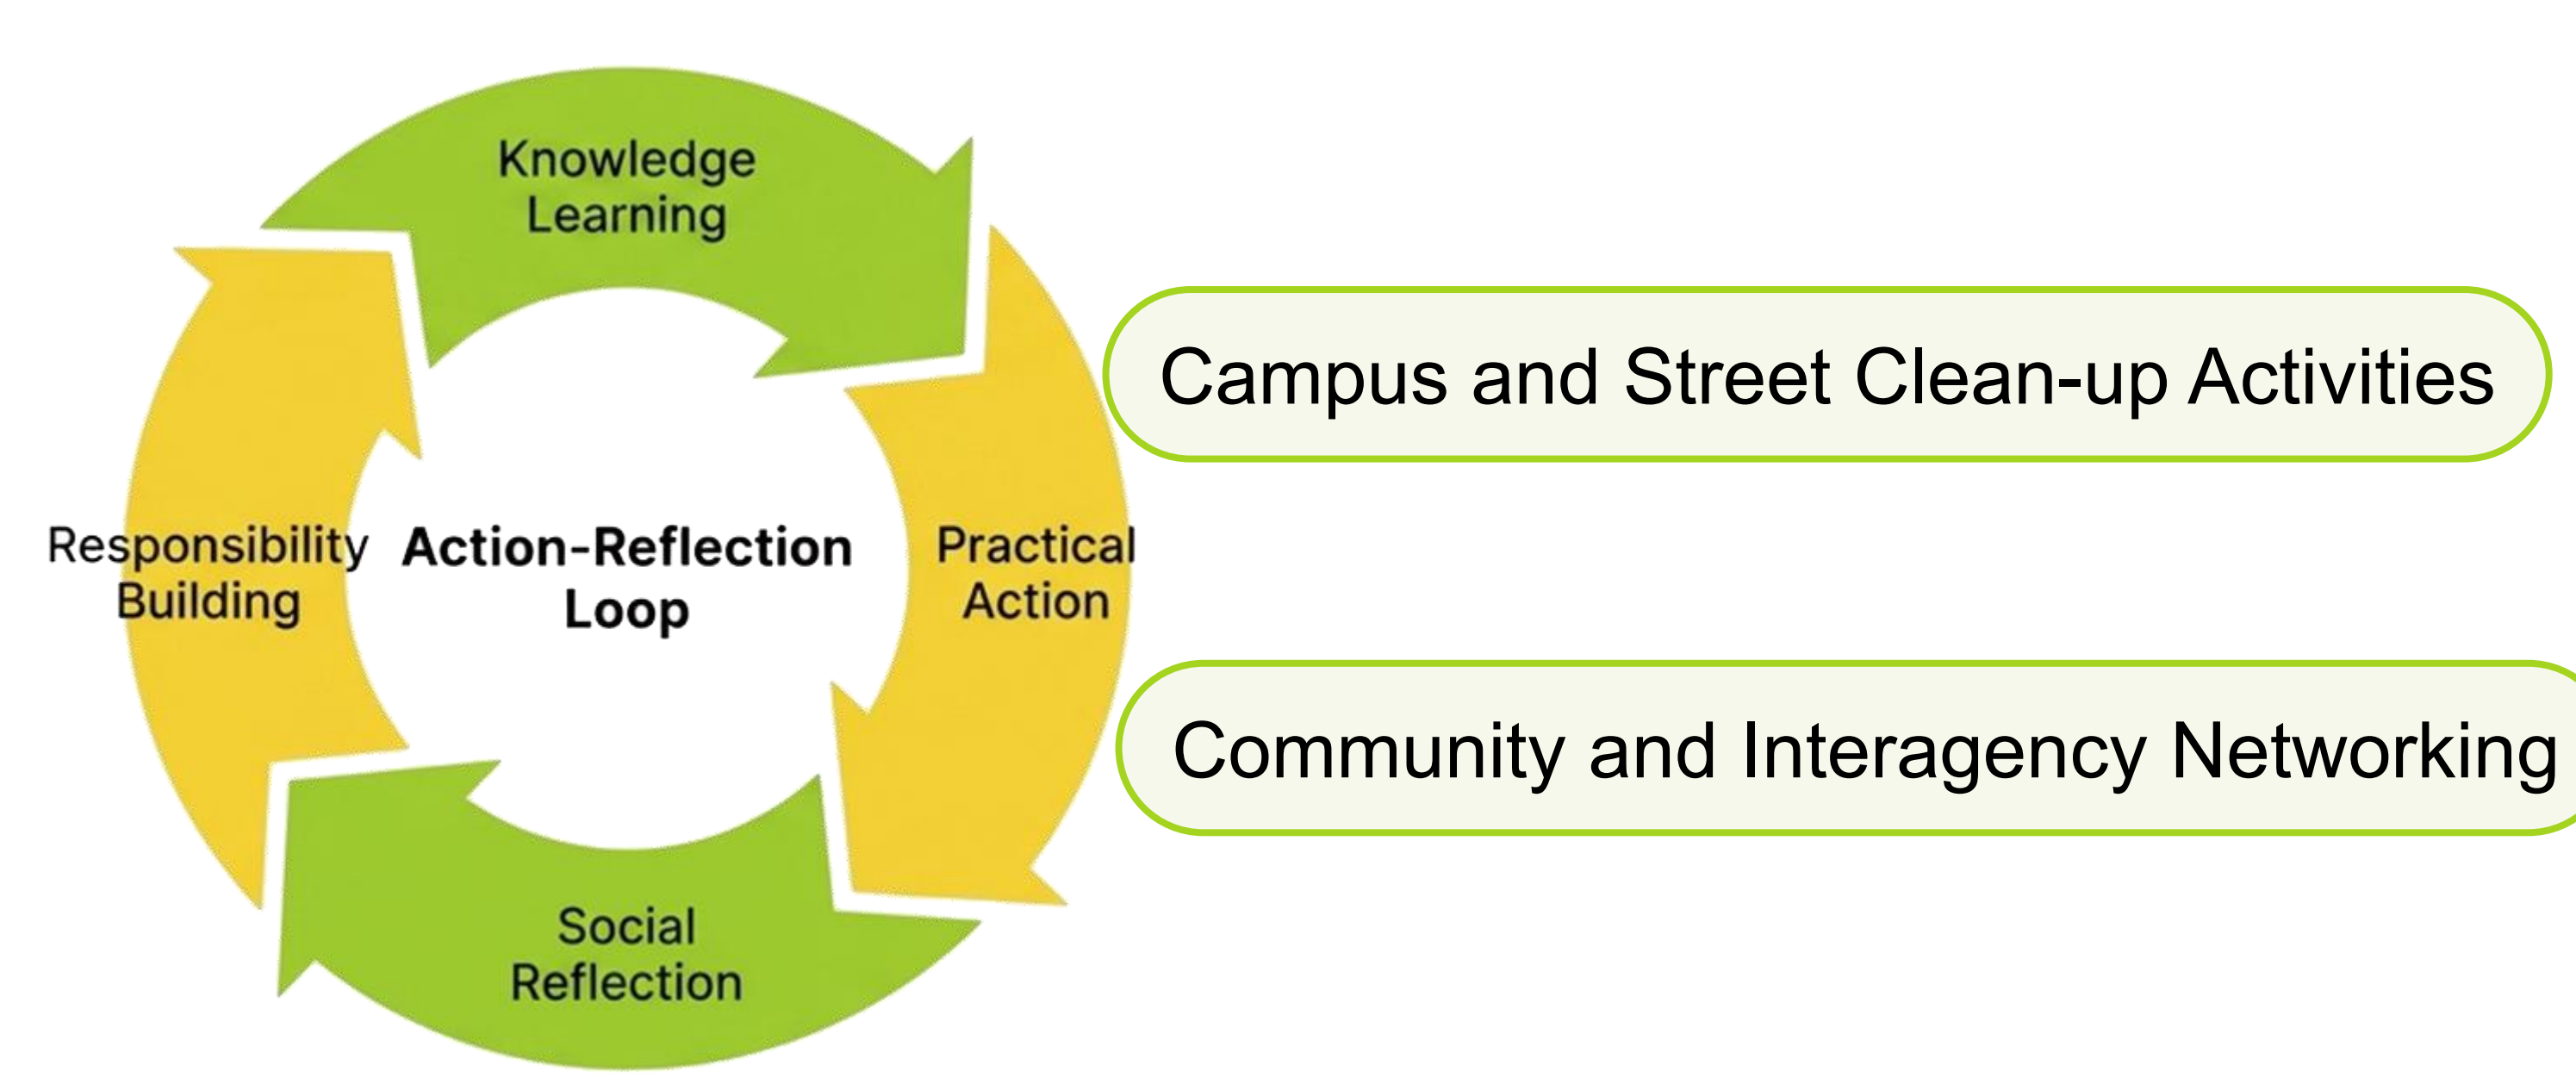 Knowledge
Learning
Campus and Street Clean-up Activities
Responsibility
Building
Action-Reflection
Loop
Practical
Action
Community and Interagency Networking
Social
Reflection